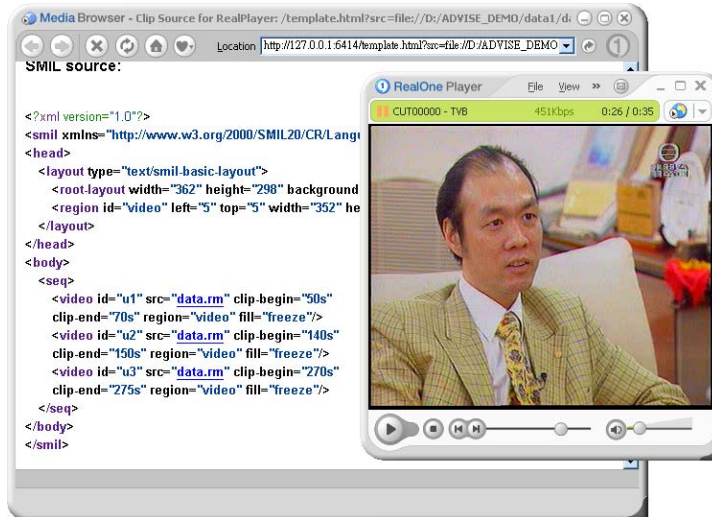 Media Browser - Clip Source for RealPlayer: /template.html?src=file://D:/ADVISE_DEMO/data1/d
Location http://127.0.0.1:6414/template.html?src=file://D:/ADVISE_DEMO
SMIL source:
<?xml version="1.0"?>
<smil xmlns="http://www.w3.org/2000/SMIL20/CR/Langu
<head>
<layout type="text/smil-basic-layout">
<root-layout width="362" height="298" background
<region id="video" left="5" top="5" width="352" he
</layout>
</head>
<body>
<seq>
<video id="u1" src="data.rm" clip-begin="50s"
clip-end="70s" region="video" fill="freeze"/>
<video id="u2" src="data.rm" clip-begin="140s"
clip-end="150s" region="video" fill="freeze"/>
<video id="u3" src="data.rm" clip-begin="270s"
clip-end="275s" region="video" fill="freeze"/>
</seq>
</body>
</smil>
RealOne Player File View »
CUT00000 - TVB 451Kbps 0:26 / 0:35